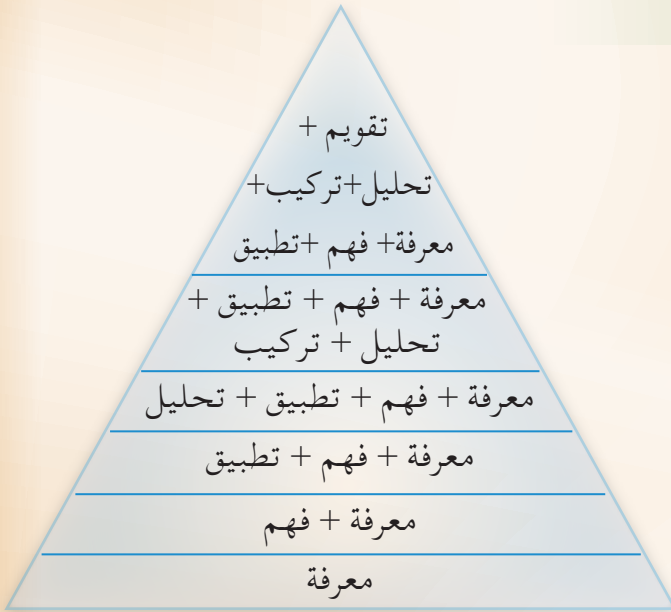 تقويم +
تحليل+تركيب+
معرفة+ فهم +تطبيق
معرفة + فهم + تطبيق +
تحليل + تركيب
معرفة + فهم + تطبيق + تحليل
معرفة + فهم + تطبيق
معرفة + فهم
معرفة